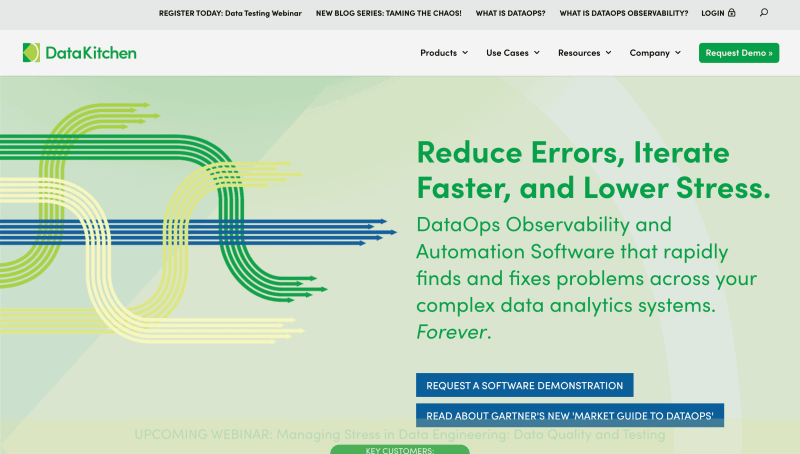 REGISTER TODAY: Data Testing Webinar NEW BLOG SERIES: TAMING THE CHAOS! WHAT IS DATAOPS? WHAT IS DATAOPS OBSERVABILITY? LOGIN
DataKitchen Products Use Cases Resources Company Request Demo »
Reduce Errors, Iterate
Faster, and Lower Stress.
DataOps Observability and
Automation Software that rapidly
finds and fixes problems across your
complex data analytics systems.
Forever.
REQUEST A SOFTWARE DEMONSTRATION
READ ABOUT GARTNER'S NEW 'MARKET GUIDE TO DATAOPS'
UPCOMING WEBINAR: Managing Stress in Data Engineering: Data Quality and Testing
KEY CUSTOMERS: